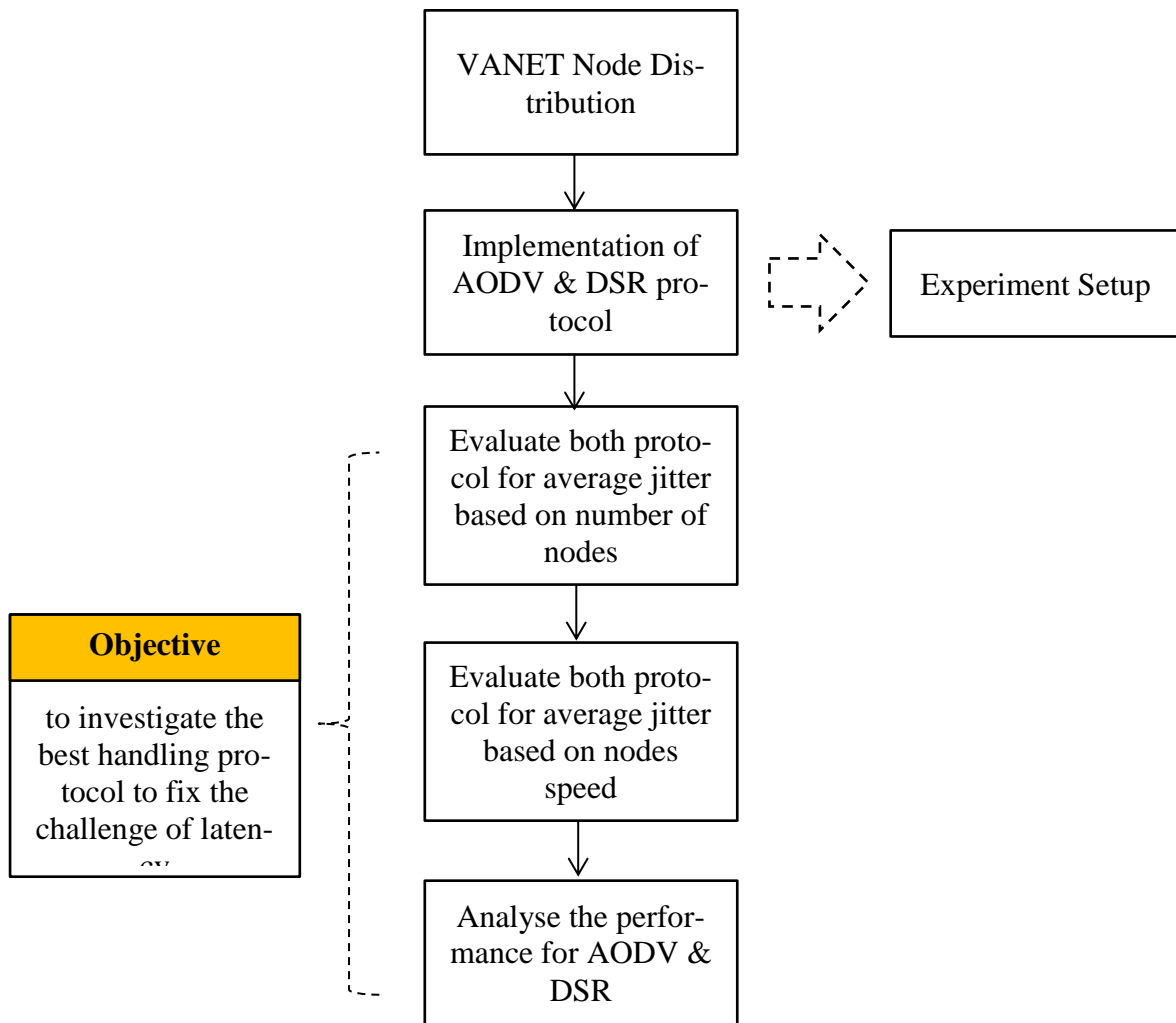 VANET Node Dis-
tribution
Implementation of
AODV & DSR pro-
tocol
Experiment Setup
Evaluate both proto-
col for average jitter
based on number of
nodes
Objective
to investigate the
best handling pro-
tocol to fix the
challenge of laten-
cy
Evaluate both proto-
col for average jitter
based on nodes
speed
Analyse the perfor-
mance for AODV &
DSR